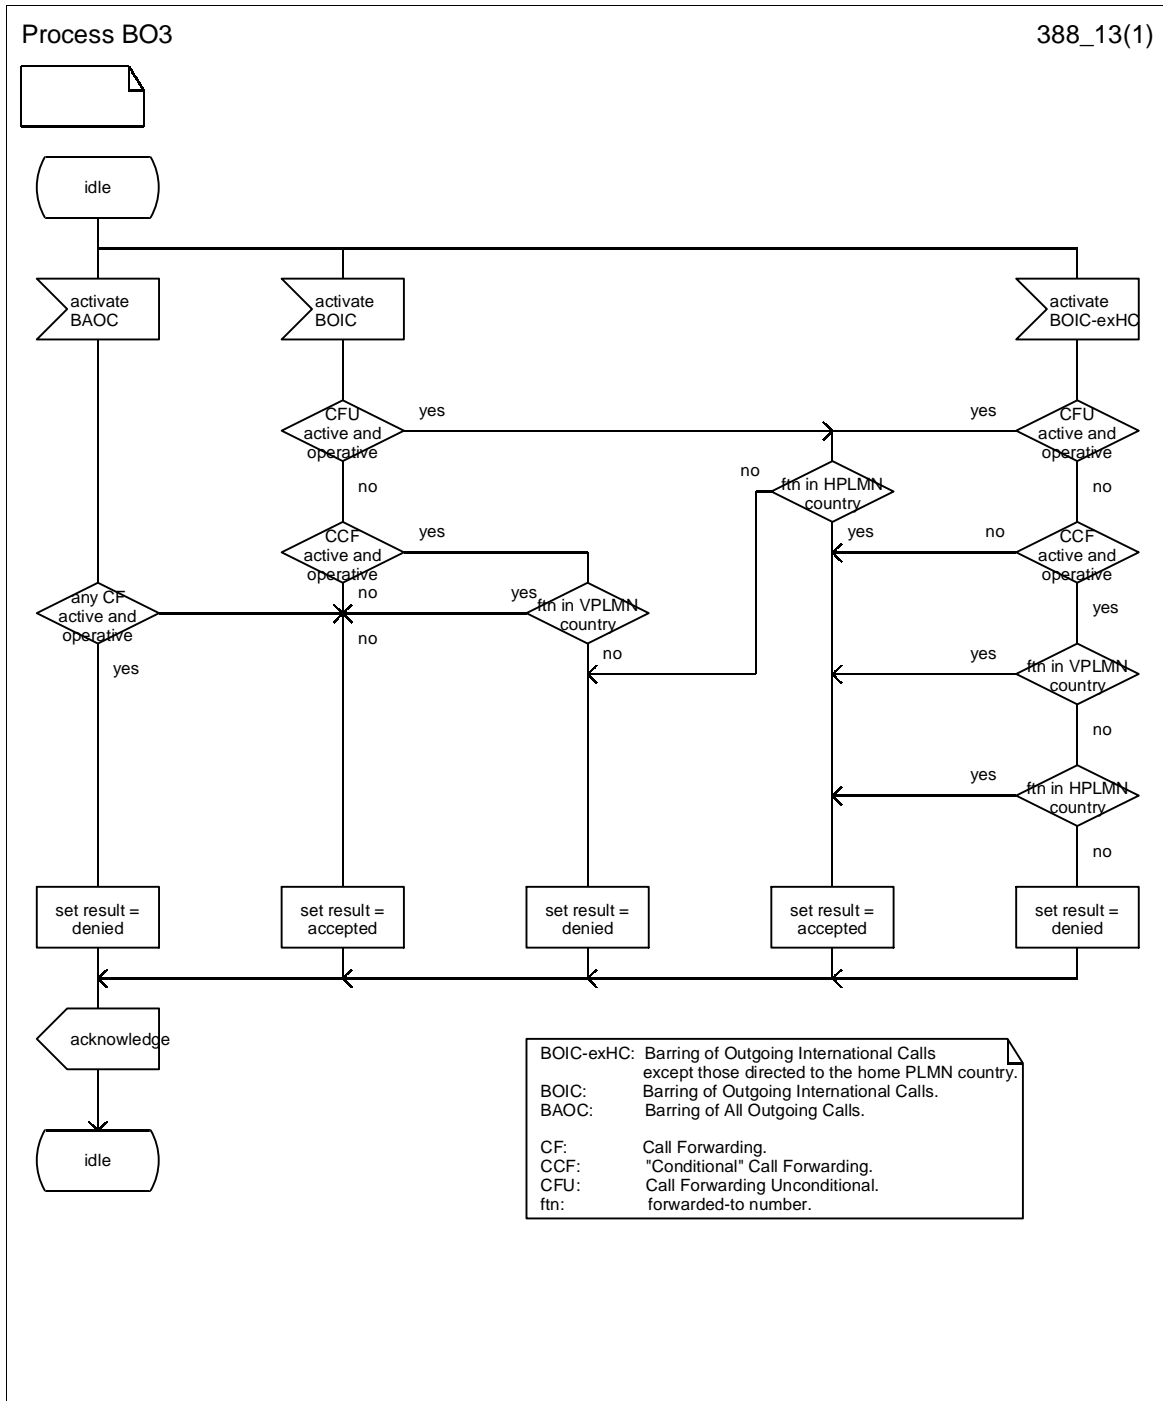 Process BO3
388_13(1)
idle
activate
BAOC
activate
BOIC
activate
BOIC-exHC
CFU
active and
operative
yes
yes
CFU
active and
operative
no
no
ftn in HPLMN
country
no
yes
CCF
active and
operative
yes
no
CCF
active and
operative
no
yes
any CF
active and
operative
no
yes
ftn in VPLMN
country
yes
no
yes
ftn in VPLMN
country
no
yes
ftn in HPLMN
country
no
set result =
denied
set result =
accepted
set result =
denied
set result =
accepted
set result =
denied
acknowledge
idle
BOIC-exHC: Barring of Outgoing International Calls
except those directed to the home PLMN country.
BOIC: Barring of Outgoing International Calls.
BAOC: Barring of All Outgoing Calls.
CF: Call Forwarding.
CCF: "Conditional" Call Forwarding.
CFU: Call Forwarding Unconditional.
ftn: forwarded-to number.